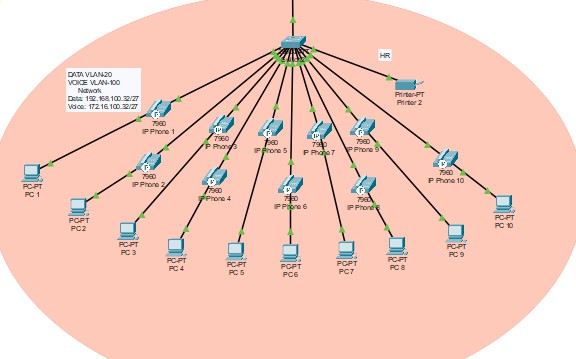 HR
DATA VLAN-20
VOICE VLAN-100
Network
Data: 192.168.100.32/27
Voice: 172.16.100.32/27
Printer-PT
Printer 2
7960
IP Phone 1
7960
IP Phone 3
7960
IP Phone 5
7960
IP Phone 7
7960
IP Phone 9
7960
IP Phone 2
7960
IP Phone 4
7960
IP Phone 6
7960
IP Phone 8
7960
IP Phone 10
PC-PT
PC 1
PC-PT
PC 2
PC-PT
PC 3
PC-PT
PC 4
PC-PT
PC 5
PC-PT
PC 6
PC-PT
PC 7
PC-PT
PC 8
PC-PT
PC 9
PC-PT
PC 10